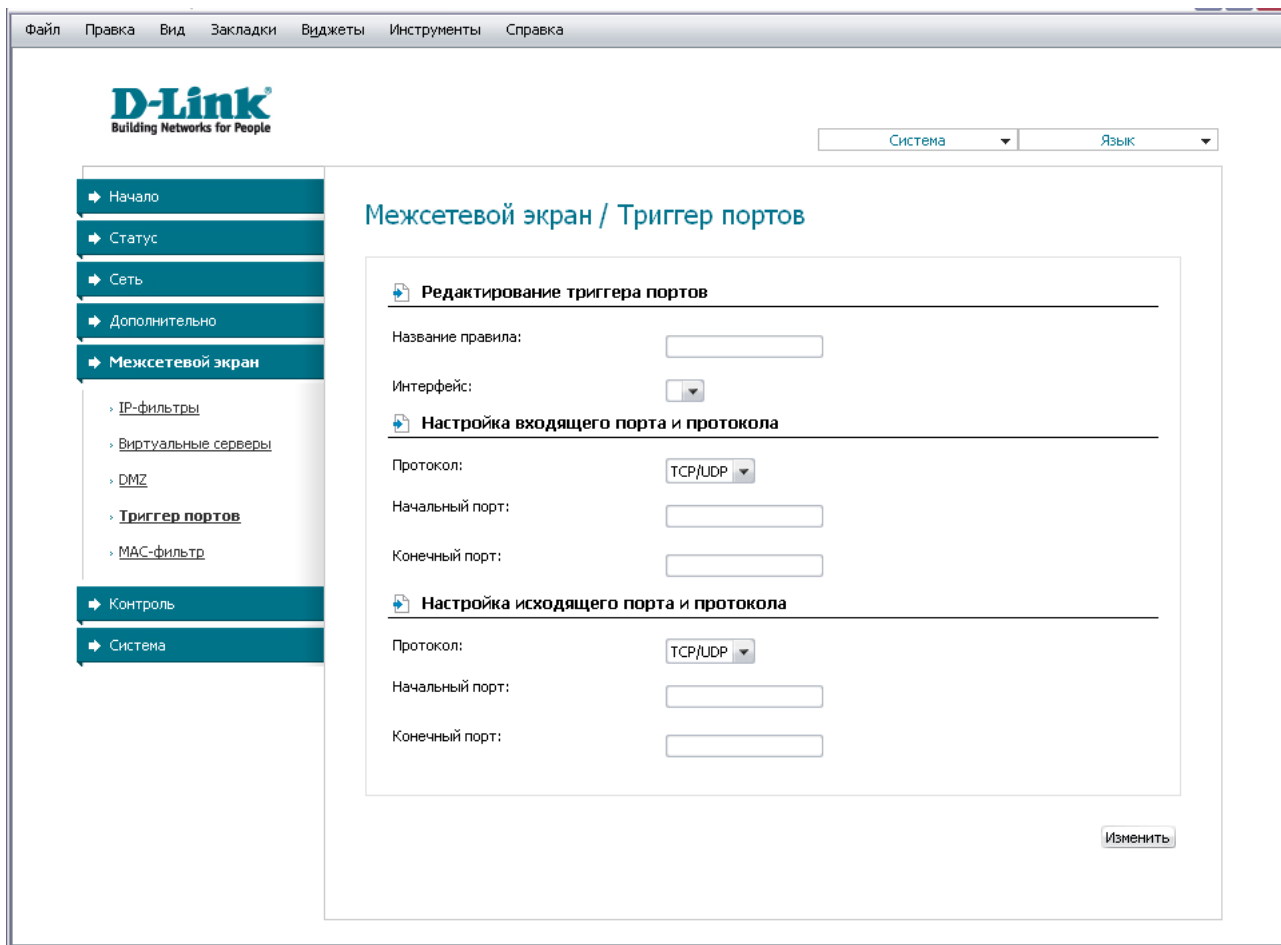 Файл Правка Вид Закладки Виджеты Инструменты Справка
D-Link®
Building Networks for People
Система Язык
Начало
Статус
Сеть
Дополнительно
Межсетевой экран
IP-фильтры
Виртуальные серверы
DMZ
Триггер портов
MAC-фильтр
Контроль
Система
Межсетевой экран / Триггер портов
Редактирование триггера портов
Название правила:
Интерфейс:
Настройка входящего порта и протокола
Протокол: TCP/UDP
Начальный порт:
Конечный порт:
Настройка исходящего порта и протокола
Протокол: TCP/UDP
Начальный порт:
Конечный порт:
Изменить